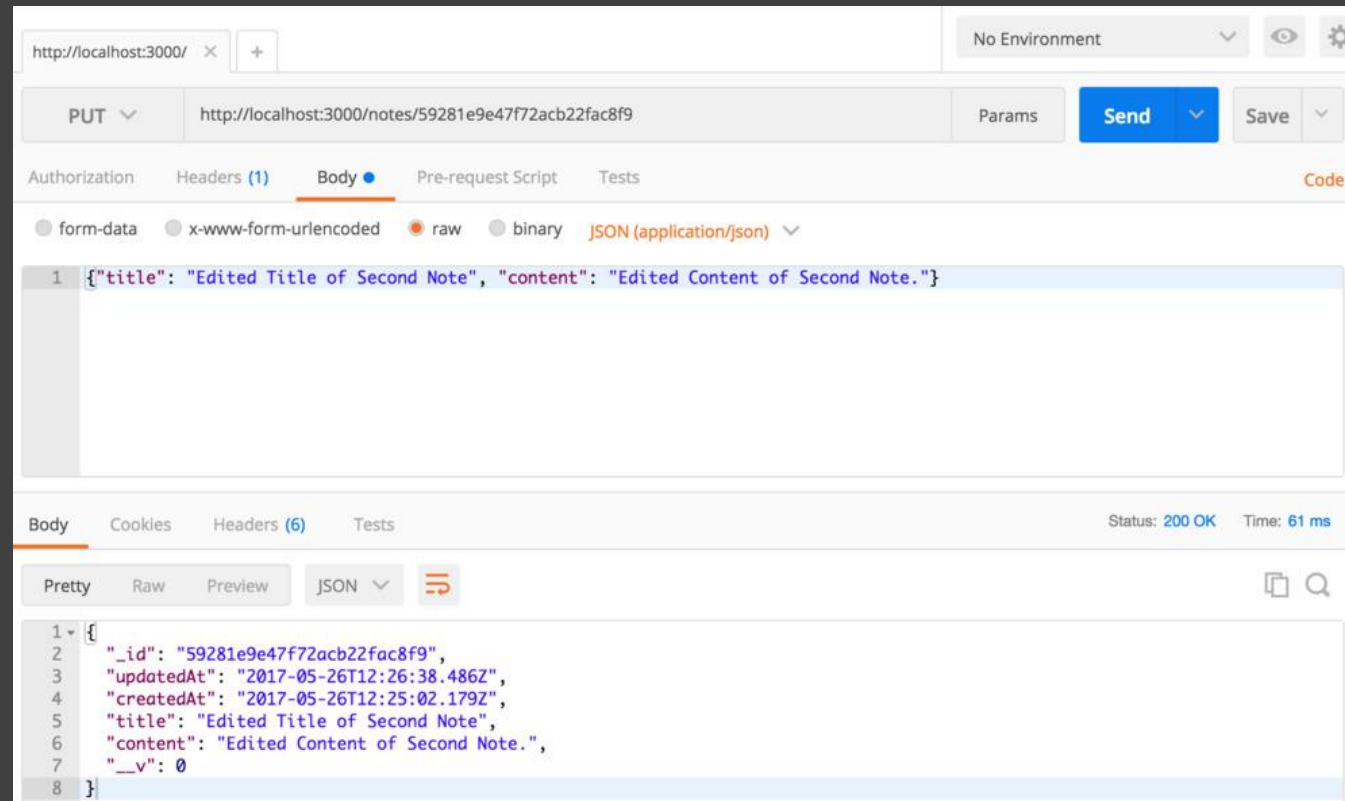 http://localhost:3000/ × + No Environment
PUT http://localhost:3000/notes/59281e9e47f72acb22fac8f9 Params Send Save
Authorization Headers (1) Body Pre-request Script Tests Code
form-data x-www-form-urlencoded raw binary JSON (application/json)
1 {"title": "Edited Title of Second Note", "content": "Edited Content of Second Note."}
Body Cookies Headers (6) Tests Status: 200 OK Time: 61 ms
Pretty Raw Preview JSON
1 {
2 "_id": "59281e9e47f72acb22fac8f9",
3 "updatedAt": "2017-05-26T12:26:38.486Z",
4 "createdAt": "2017-05-26T12:25:02.179Z",
5 "title": "Edited Title of Second Note",
6 "content": "Edited Content of Second Note.",
7 "__v": 0
8 }